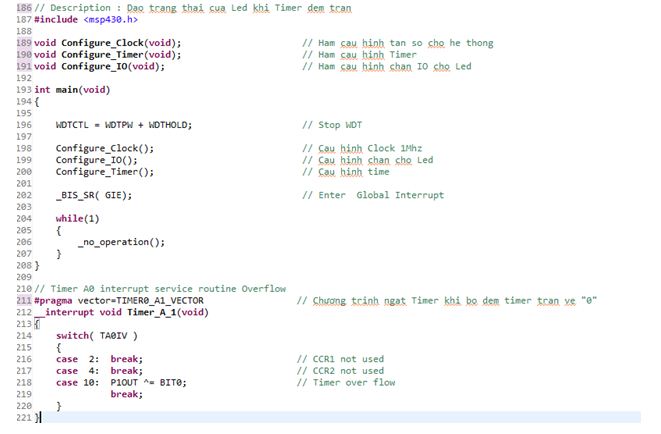 186 // Description : Dao trang thai cua Led khi Timer dem tran
187 #include <msp430.h>
188
189 void Configure_Clock(void); // Ham cau hinh tan so cho he thong
190 void Configure_Timer(void); // Ham cau hinh Timer
191 void Configure_IO(void); // Ham cau hinh chan IO cho Led
192
193 int main(void)
194 {
195
196 WDTCTL = WDTPW + WDTHOLD; // Stop WDT
197
198 Configure_Clock(); // Cau hinh Clock 1Mhz
199 Configure_IO(); // Cau hinh chan cho Led
200 Configure_Timer(); // Cau hinh time
201
202 _BIS_SR( GIE); // Enter Global Interrupt
203
204 while(1)
205 {
206 _no_operation();
207 }
208 }
209
210 // Timer A0 interrupt service routine Overflow
211 #pragma vector=TIMER0_A1_VECTOR // Chương trinh ngat Timer khi bo dem timer tran ve "0"
212 __interrupt void Timer_A_1(void)
213 {
214 switch( TA0IV )
215 {
216 case 2: break; // CCR1 not used
217 case 4: break; // CCR2 not used
218 case 10: P1OUT ^= BIT0; // Timer over flow
219 break;
220 }
221 }